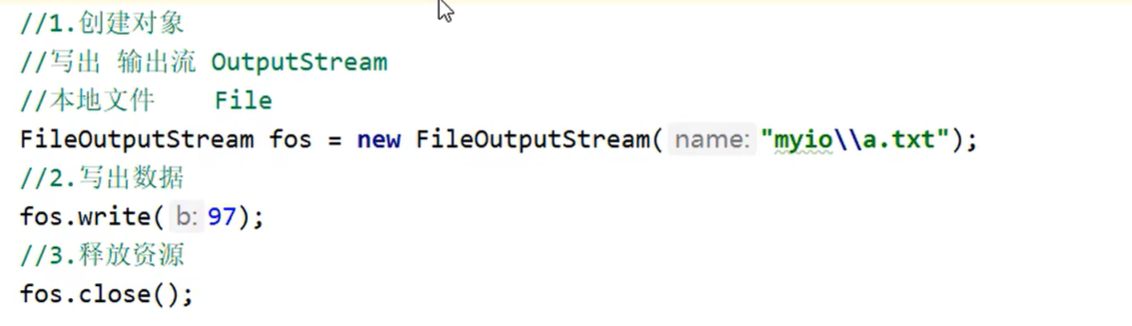 //1.创建对象
//写出 输出流 OutputStream
//本地文件    File
FileOutputStream fos = new FileOutputStream( name: "myio\\a.txt");
//2.写出数据
fos.write( b: 97);
//3.释放资源
fos.close();